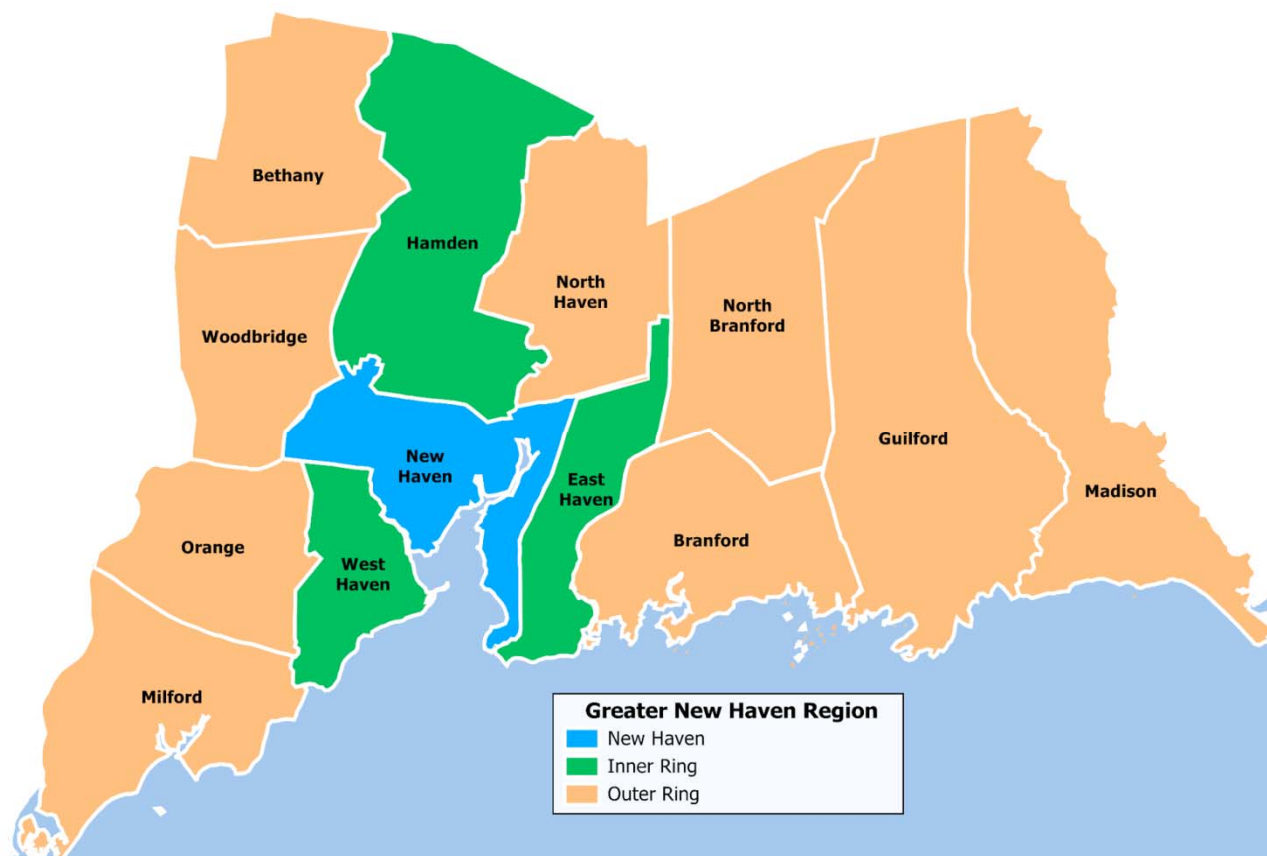 Bethany
Hamden
North
Haven
North
Branford
Woodbridge
Guilford
New
Haven
East
Haven
Madison
Orange
Branford
West
Haven
Milford
Greater New Haven Region
New Haven
Inner Ring
Outer Ring